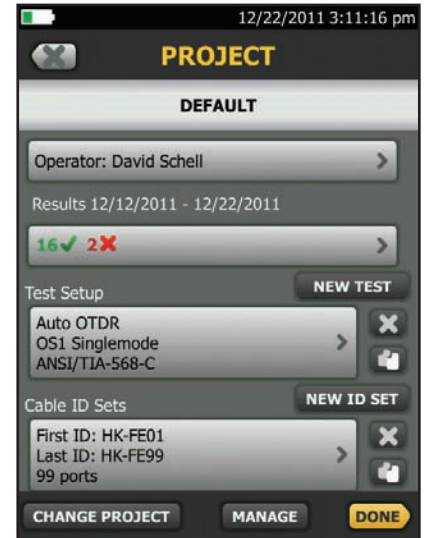 12/22/2011 3:11:16 pm
PROJECT
DEFAULT
Operator: David Schell
Results 12/12/2011 - 12/22/2011
16 2
Test Setup
NEW TEST
Auto OTDR
OS1 Singlemode
ANSI/TIA-568-C
Cable ID Sets
NEW ID SET
First ID: HK-FE01
Last ID: HK-FE99
99 ports
CHANGE PROJECT
MANAGE
DONE